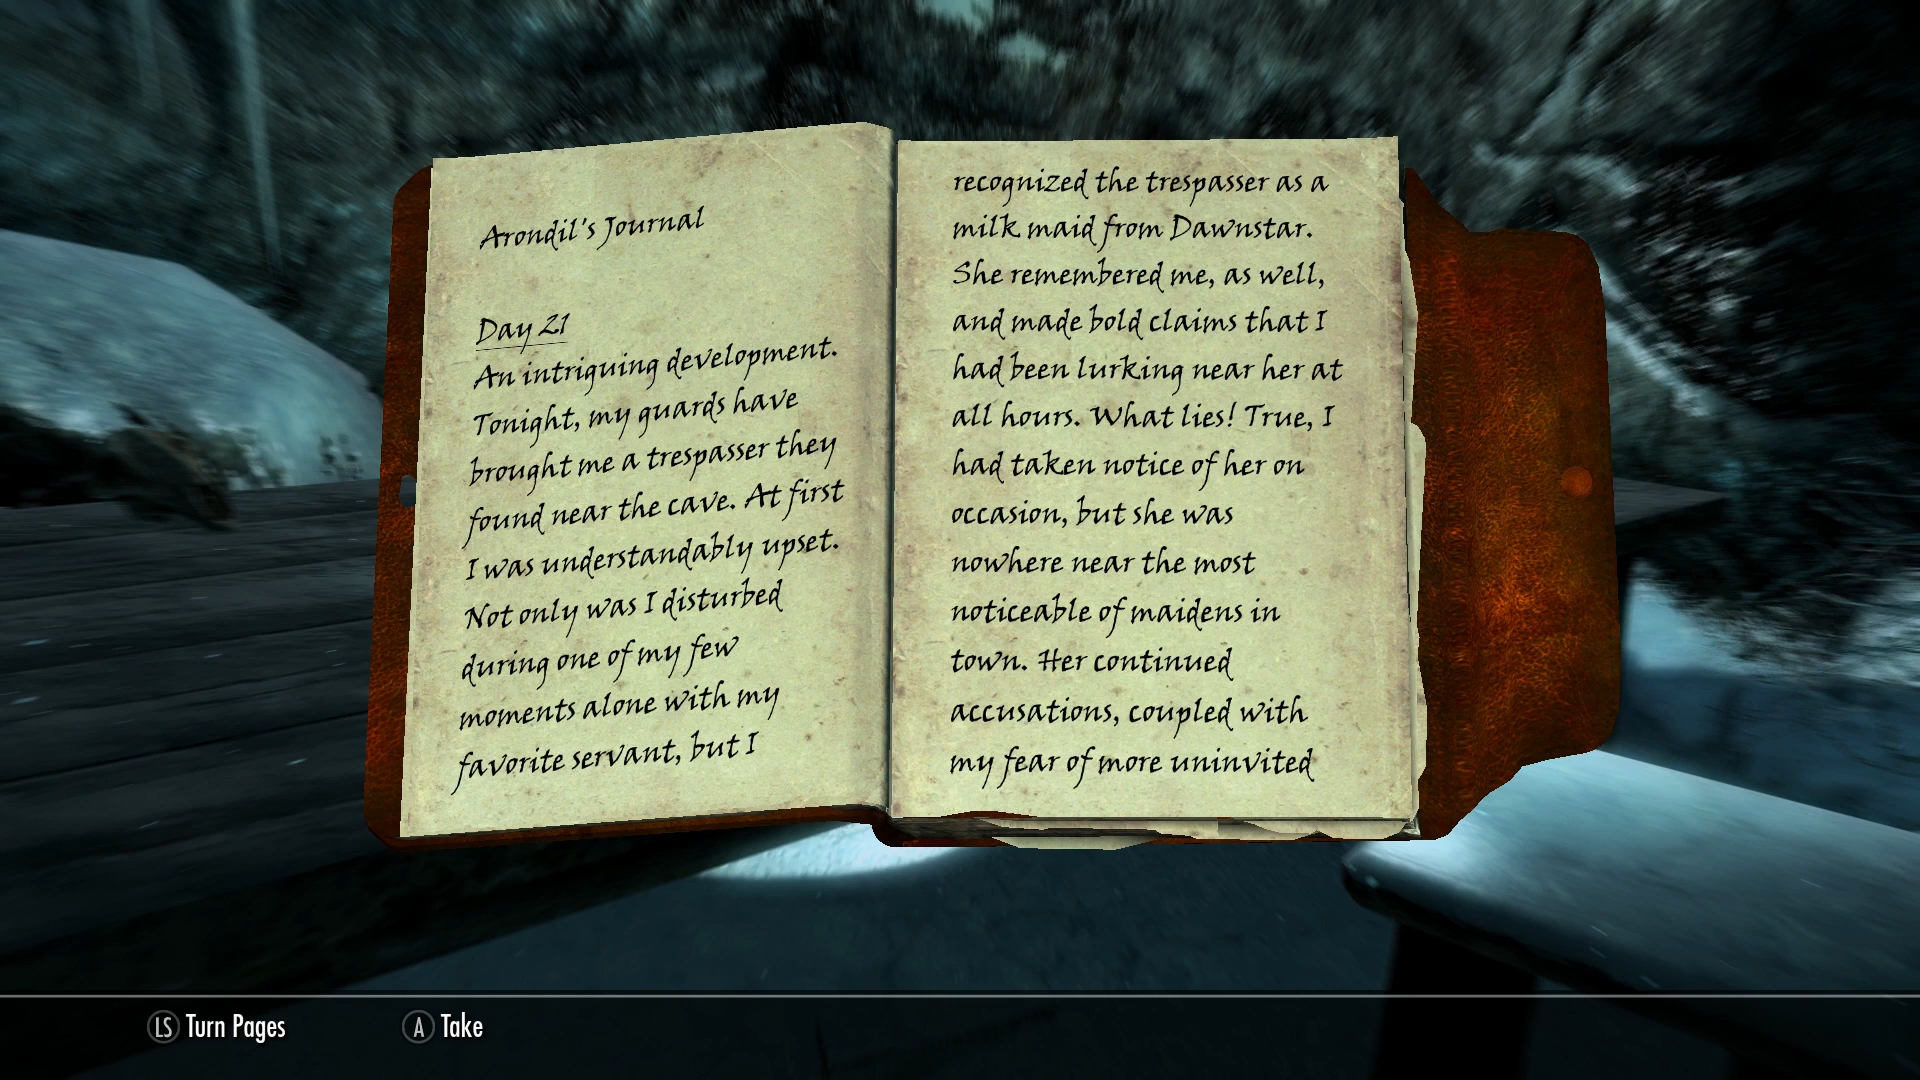 Arondil's Journal
Day 21
An intriguing development.
Tonight, my guards have
brought me a trespasser they
found near the cave. At first
I was understandably upset.
Not only was I disturbed
during one of my few
moments alone with my
favorite servant, but I
recognized the trespasser as a
milk maid from Dawnstar.
She remembered me, as well,
and made bold claims that I
had been lurking near her at
all hours. What lies! True, I
had taken notice of her on
occasion, but she was
nowhere near the most
noticeable of maidens in
town. Her continued
accusations, coupled with
my fear of more uninvited
LS Turn Pages
A Take